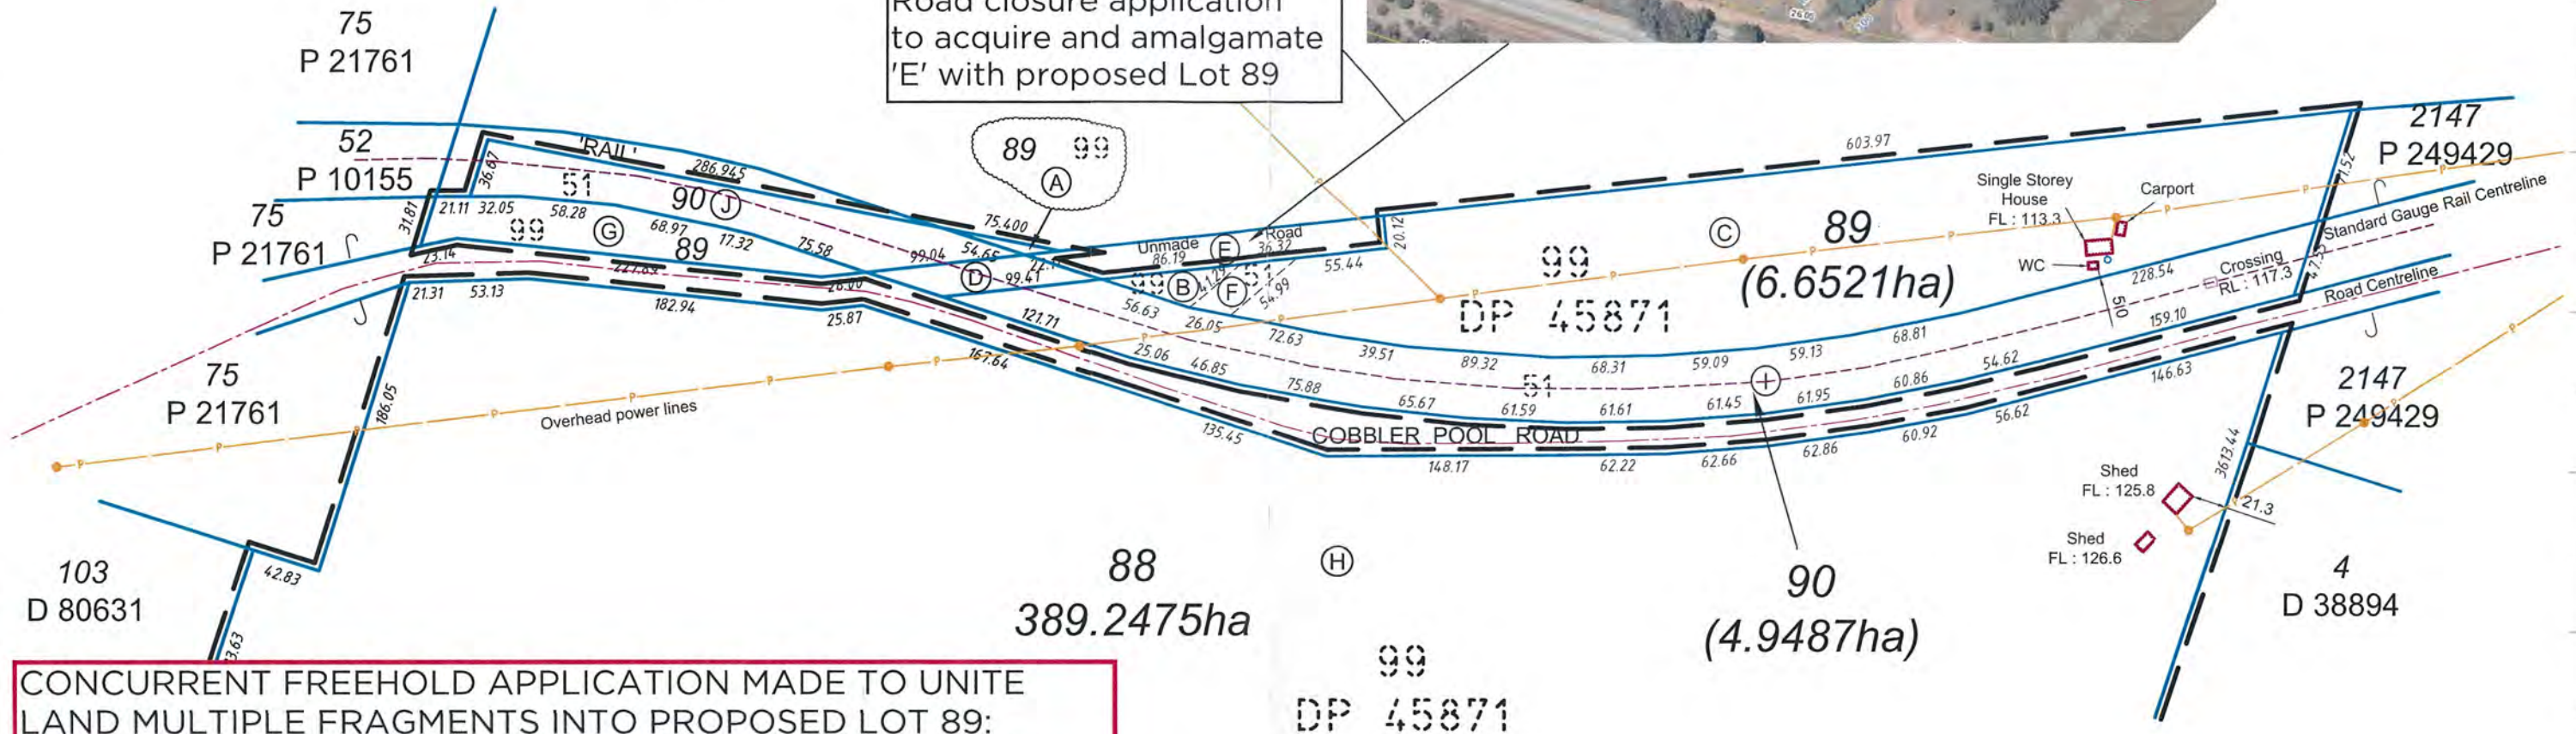 Road closure application
to acquire and amalgamate
'E' with proposed Lot 89
26.05
100
75
P 21761
52
P 10155
75
P 21761
75
P 21761
103
D 80631
'RAIL'
286.945
36.67
31.81
21.11
32.05
51
58.28
90
J
99
G
68.97
17.32
89
75.58
23.14
21.31
53.13
182.94
25.87
186.05
42.83
89 99
A
75.400
54.65
99.04
D
99.41
Unmade
Road
E
86.19
36.32
55.44
20.12
99
B
F
51
54.99
56.63
26.05
72.63
39.51
89.32
68.31
59.09
59.13
68.81
228.54
121.71
25.06
46.85
75.88
65.67
61.59
61.61
61.45
61.95
60.86
54.62
159.10
51
167.64
135.45
COBBLER POOL ROAD
148.17
62.22
62.66
62.86
60.92
56.62
146.63
603.97
C
89
(6.6521ha)
99
DP 45871
Single Storey
House
FL : 113.3
Carport
WC
Crossing
RL : 117.3
Standard Gauge Rail Centreline
Road Centreline
510
2147
P 249429
2147
P 249429
3613.44
Shed
FL : 125.8
21.3
Shed
FL : 126.6
4
D 38894
Overhead power lines
88
389.2475ha
H
I
90
(4.9487ha)
99
DP 45871
CONCURRENT FREEHOLD APPLICATION MADE TO UNITE
LAND MULTIPLE FRAGMENTS INTO PROPOSED LOT 89: